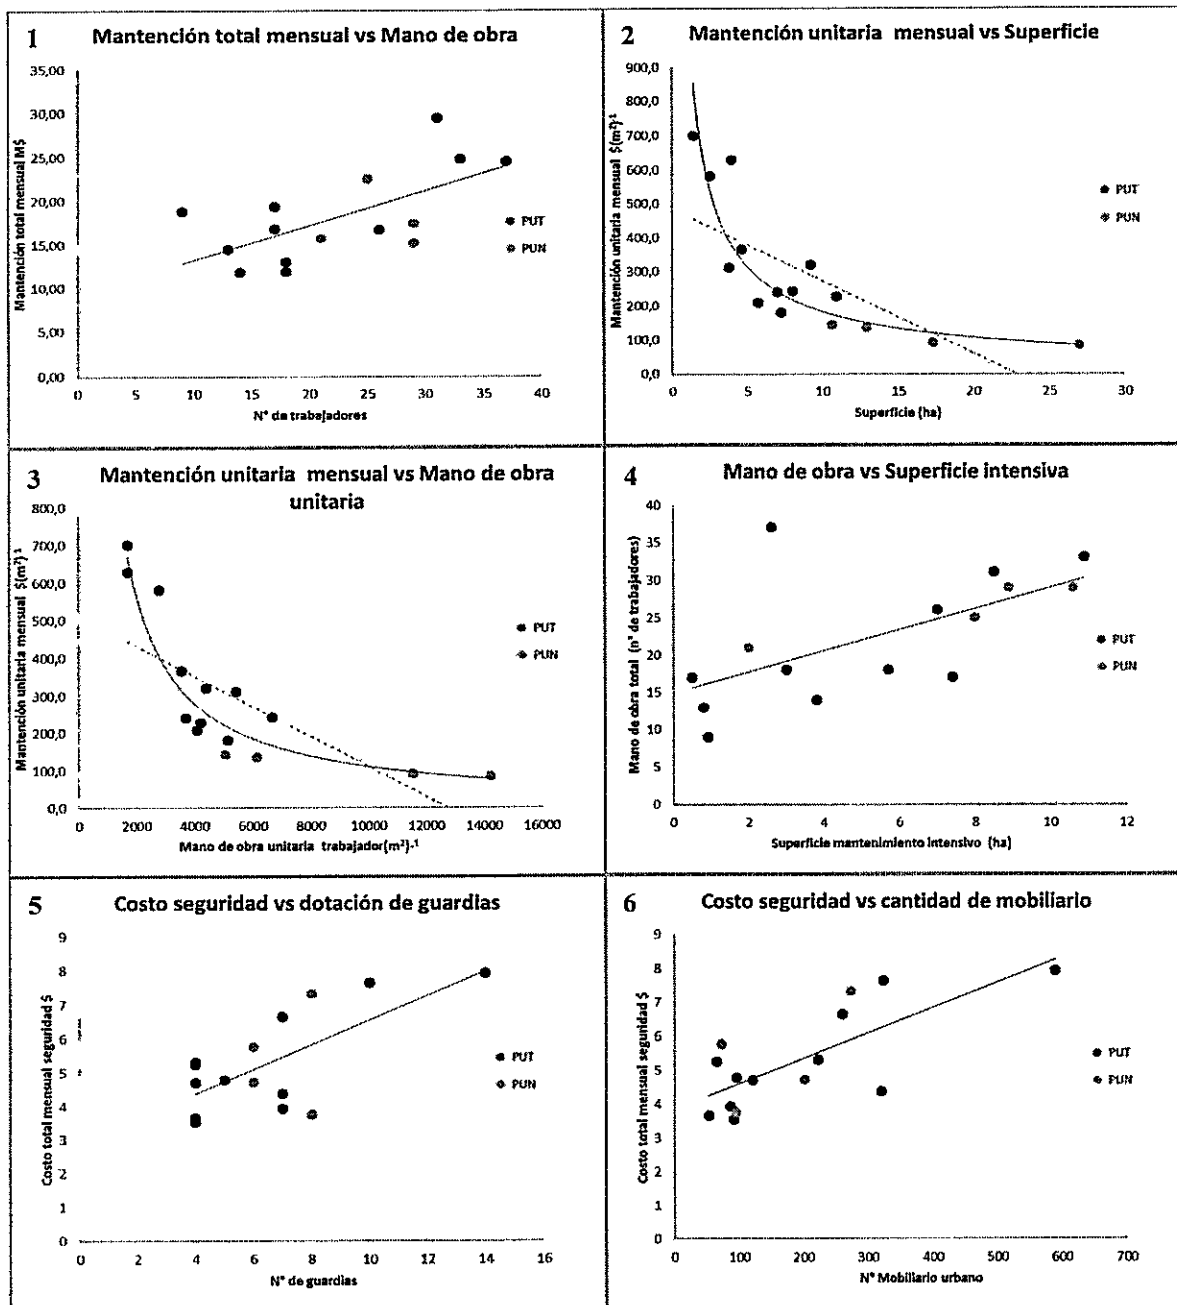 1 Mantención total mensual vs Mano de obra
35,00
30,00
25,00
20,00
15,00
10,00
5,00
0,00
Mantención total mensual M$
0 5 10 15 20 25 30 35 40
N° de trabajadores
PUT
PUN
2 Mantención unitaria mensual vs Superficie
900,0
800,0
700,0
600,0
500,0
400,0
300,0
200,0
100,0
0,0
Mantención unitaria mensual $(m²)⁻¹
0 5 10 15 20 25 30
Superficie (ha)
PUT
PUN
3 Mantención unitaria mensual vs Mano de obra
unitaria
800,0
700,0
600,0
500,0
400,0
300,0
200,0
100,0
0,0
Mantención unitaria mensual $(m²)⁻¹
0 2000 4000 6000 8000 10000 12000 14000 16000
Mano de obra unitaria trabajador(m²)⁻¹
PUT
PUN
4 Mano de obra vs Superficie intensiva
40
35
30
25
20
15
10
5
0
Mano de obra total (n° de trabajadores)
0 2 4 6 8 10 12
Superficie mantenimiento intensivo (ha)
PUT
PUN
5 Costo seguridad vs dotación de guardias
9
8
7
6
5
4
3
2
1
0
Costo total mensual seguridad $
0 2 4 6 8 10 12 14 16
N° de guardias
PUT
PUN
6 Costo seguridad vs cantidad de mobiliario
9
8
7
6
5
4
3
2
1
0
Costo total mensual seguridad $
0 100 200 300 400 500 600 700
N° Mobiliario urbano
PUT
PUN